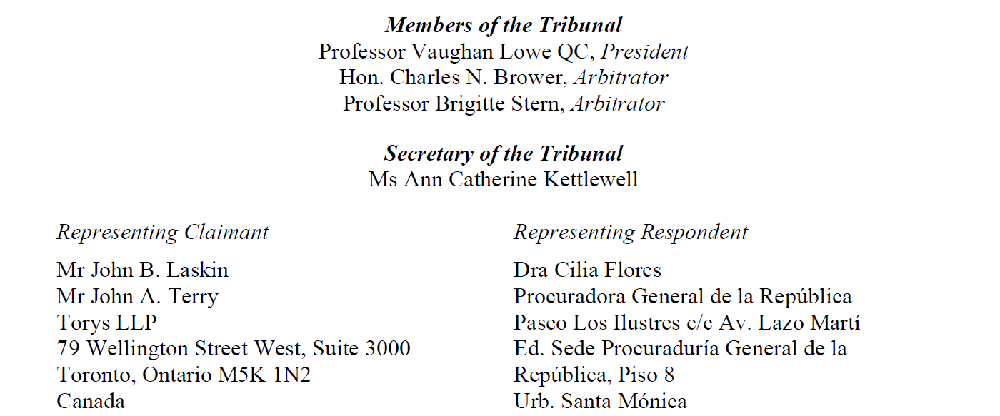 Members of the Tribunal
Professor Vaughan Lowe QC, President
Hon. Charles N. Brower, Arbitrator
Professor Brigitte Stern, Arbitrator
Secretary of the Tribunal
Ms Ann Catherine Kettlewell
Representing Claimant
Mr John B. Laskin
Mr John A. Terry
Torys LLP
79 Wellington Street West, Suite 3000
Toronto, Ontario M5K 1N2
Canada
Representing Respondent
Dra Cilia Flores
Procuradora General de la República
Paseo Los Ilustres c/c Av. Lazo Martí
Ed. Sede Procuraduría General de la
República, Piso 8
Urb. Santa Mónica